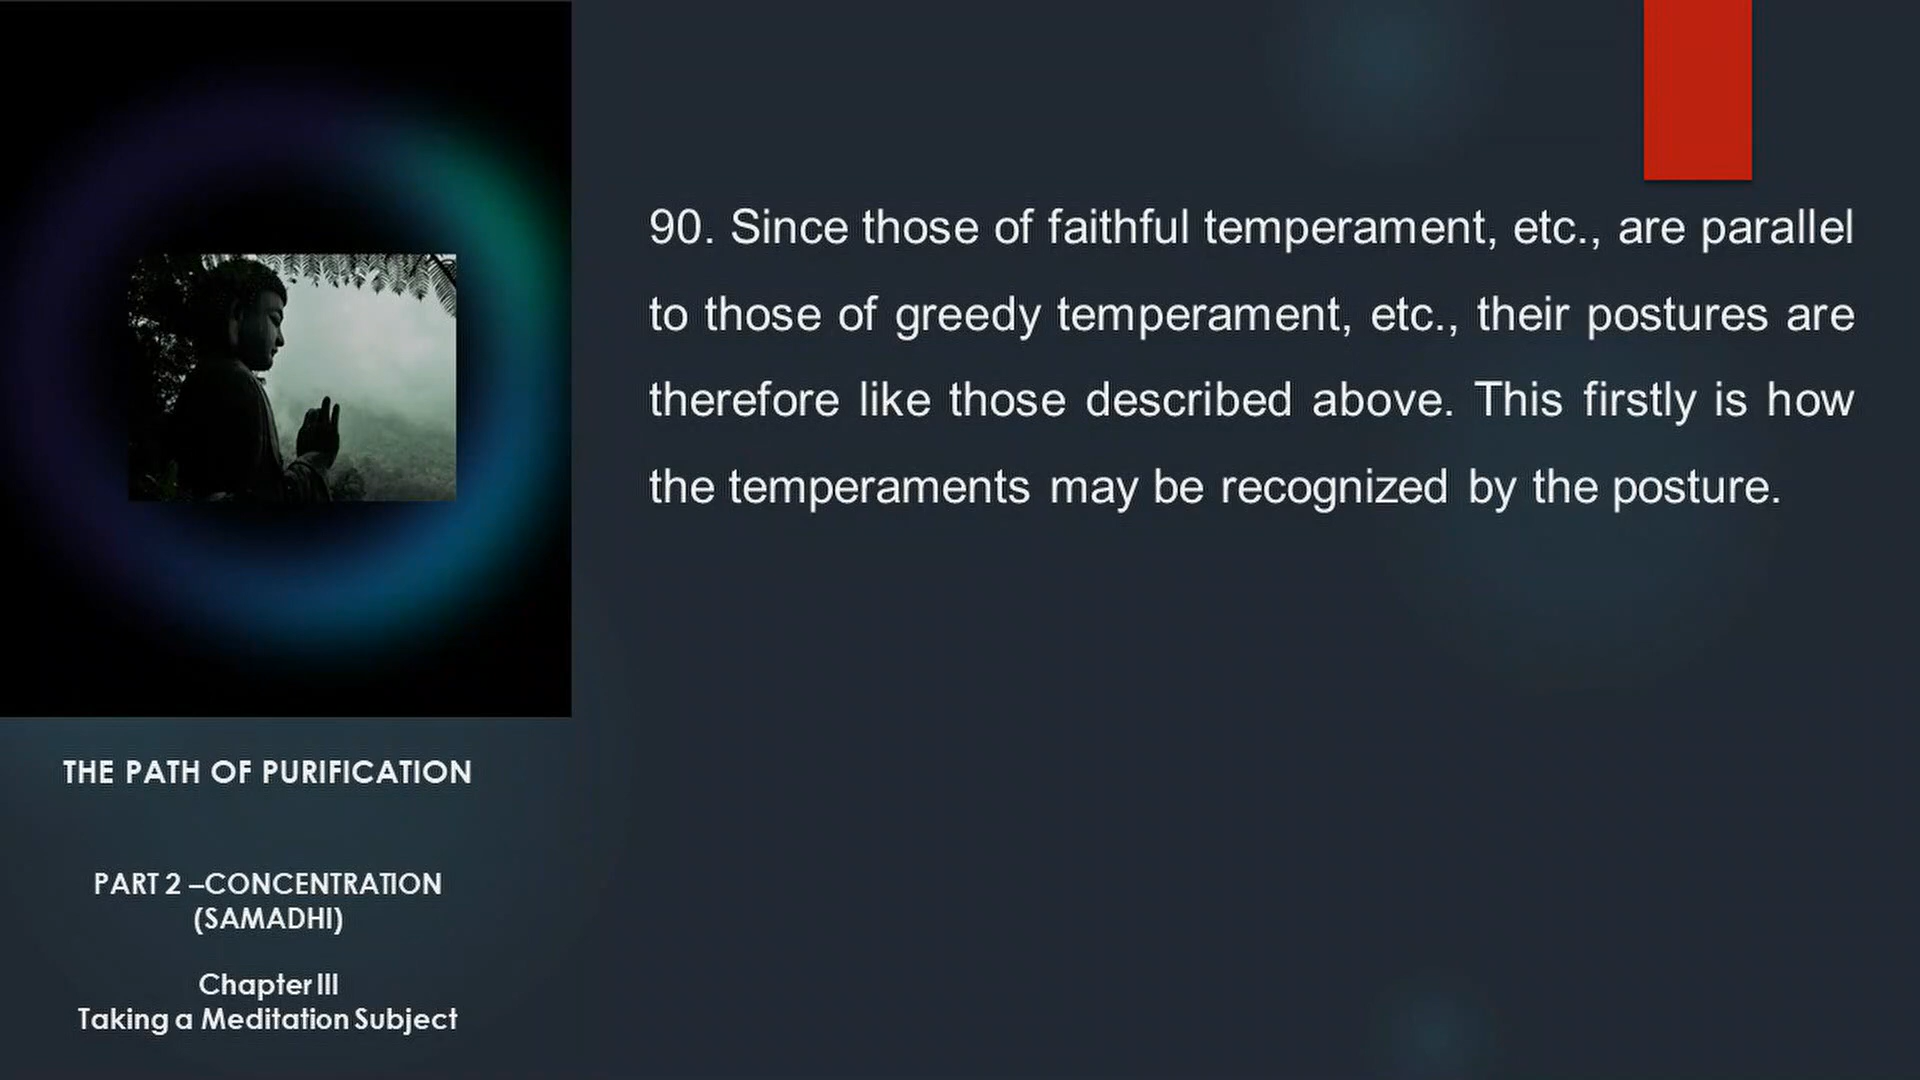 90. Since those of faithful temperament, etc., are parallel
to those of greedy temperament, etc., their postures are
therefore like those described above. This firstly is how
the temperaments may be recognized by the posture.
THE PATH OF PURIFICATION
PART 2 –CONCENTRATION
(SAMADHI)
Chapter III
Taking a Meditation Subject